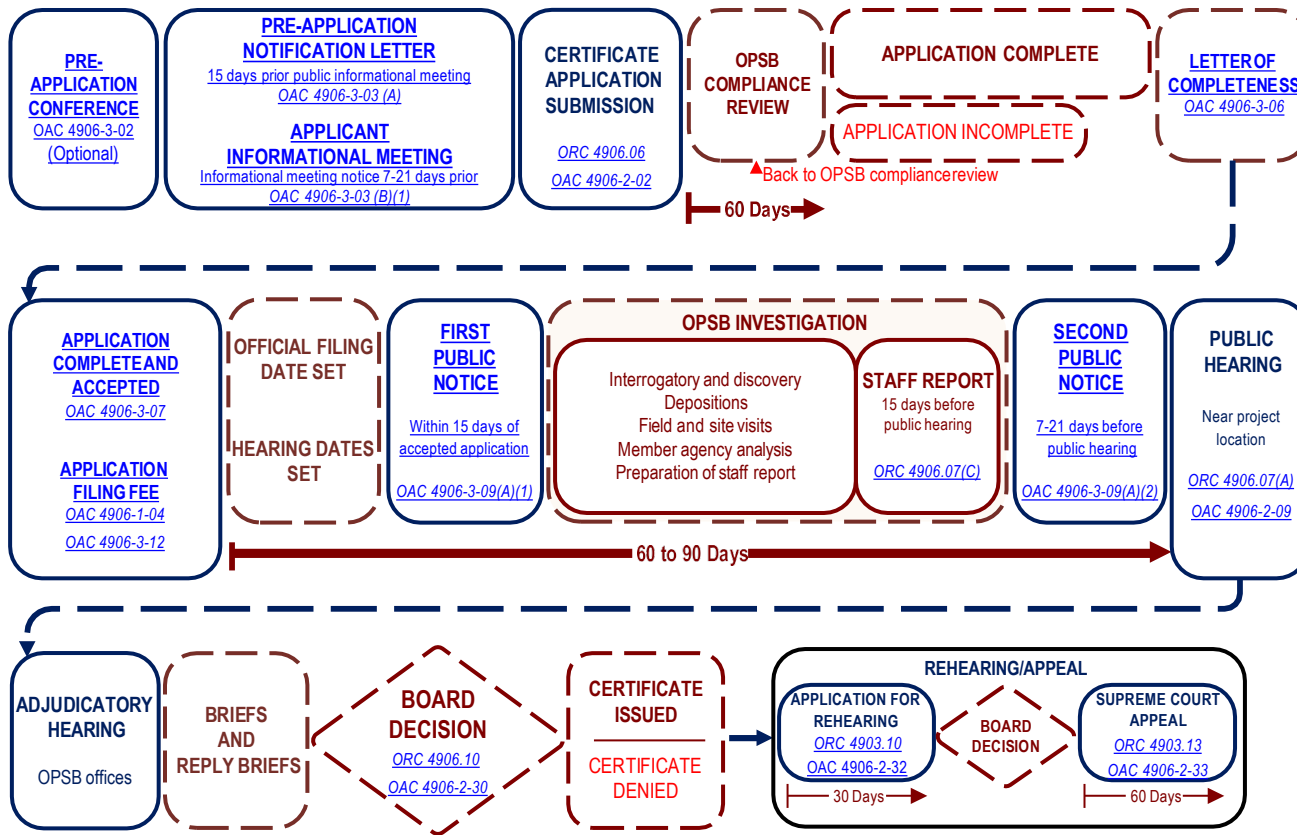 PRE-
APPLICATION
CONFERENCE
OAC 4906-3-02
(Optional)
PRE-APPLICATION
NOTIFICATION LETTER
15 days prior public informational meeting
OAC 4906-3-03 (A)
APPLICANT
INFORMATIONAL MEETING
Informational meeting notice 7-21 days prior
OAC 4906-3-03 (B)(1)
CERTIFICATE
APPLICATION
SUBMISSION
ORC 4906.06
OAC 4906-2-02
OPSB
COMPLIANCE
REVIEW
APPLICATION COMPLETE
APPLICATION INCOMPLETE
Back to OPSB compliance review
60 Days
LETTER OF
COMPLETENESS
OAC 4906-3-06
APPLICATION
COMPLETE AND
ACCEPTED
OAC 4906-3-07
APPLICATION
FILING FEE
OAC 4906-1-04
OAC 4906-3-12
OFFICIAL FILING
DATE SET
HEARING DATES
SET
FIRST
PUBLIC
NOTICE
Within 15 days of
accepted application
OAC 4906-3-09(A)(1)
OPSB INVESTIGATION
Interrogatory and discovery
Depositions
Field and site visits
Member agency analysis
Preparation of staff report
STAFF REPORT
15 days before
public hearing
ORC 4906.07(C)
SECOND
PUBLIC
NOTICE
7-21 days before
public hearing
OAC 4906-3-09(A)(2)
PUBLIC
HEARING
Near project
location
ORC 4906.07(A)
OAC 4906-2-09
60 to 90 Days
ADJUDICATORY
HEARING
OPSB offices
BRIEFS
AND
REPLY BRIEFS
BOARD
DECISION
ORC 4906.10
OAC 4906-2-30
CERTIFICATE
ISSUED
CERTIFICATE
DENIED
REHEARING/APPEAL
APPLICATION FOR
REHEARING
ORC 4903.10
OAC 4906-2-32
30 Days
BOARD
DECISION
SUPREME COURT
APPEAL
ORC 4903.13
OAC 4906-2-33
60 Days